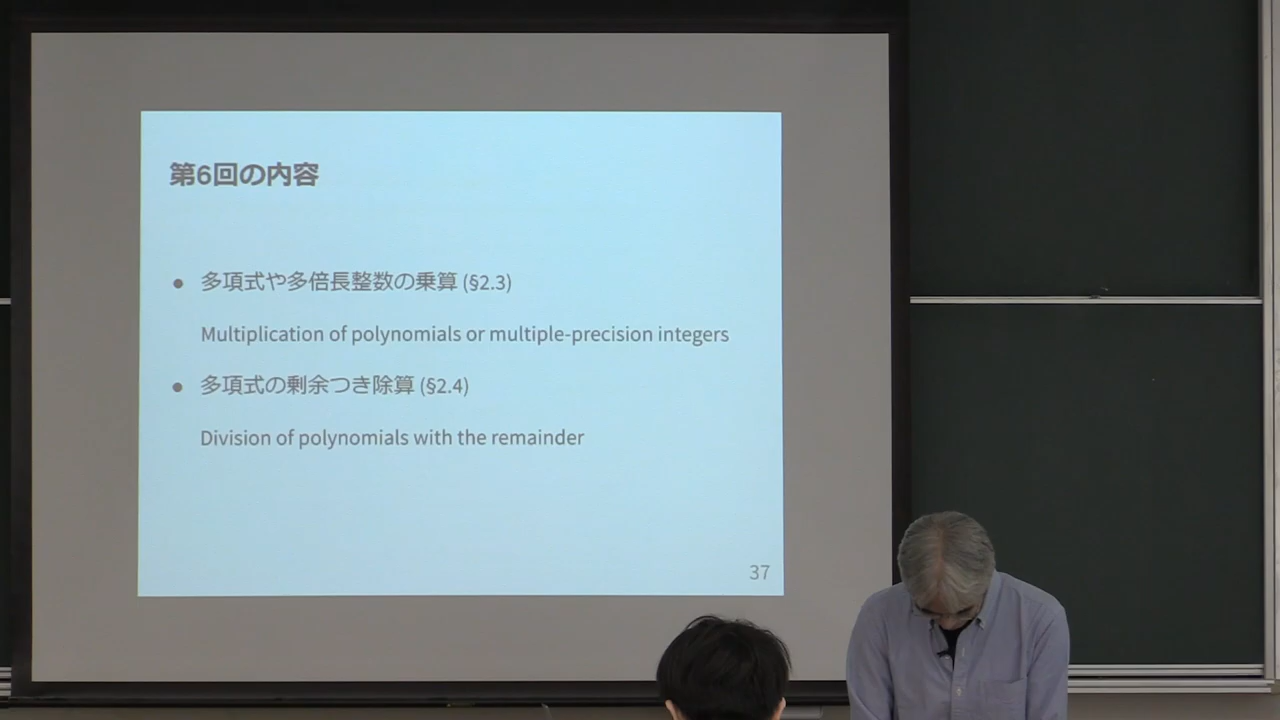 第6回の内容
● 多項式や多倍長整数の乗算 (§2.3)
Multiplication of polynomials or multiple-precision integers
● 多項式の剰余つき除算 (§2.4)
Division of polynomials with the remainder
37